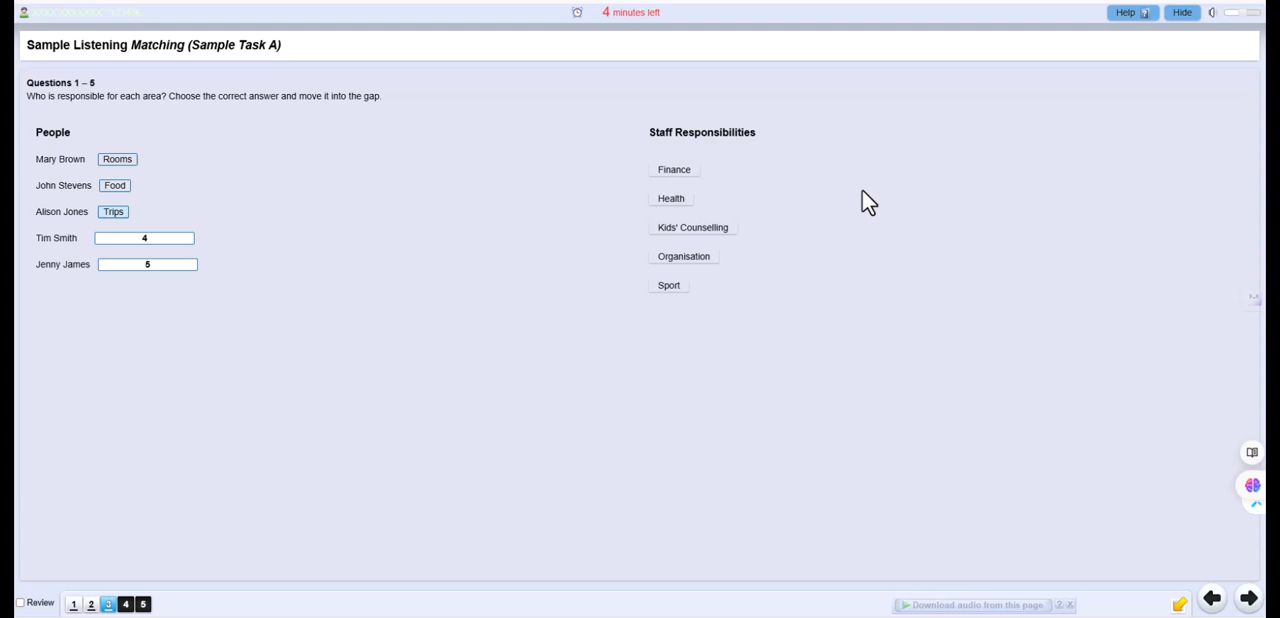 4 minutes left
Help ?
Hide
Sample Listening Matching (Sample Task A)
Questions 1 – 5
Who is responsible for each area? Choose the correct answer and move it into the gap.
People
Mary Brown Rooms
John Stevens Food
Alison Jones Trips
Tim Smith 4
Jenny James 5
Staff Responsibilities
Finance
Health
Kids' Counselling
Organisation
Sport
Review
1 2 3 4 5
Download audio from this page ? X